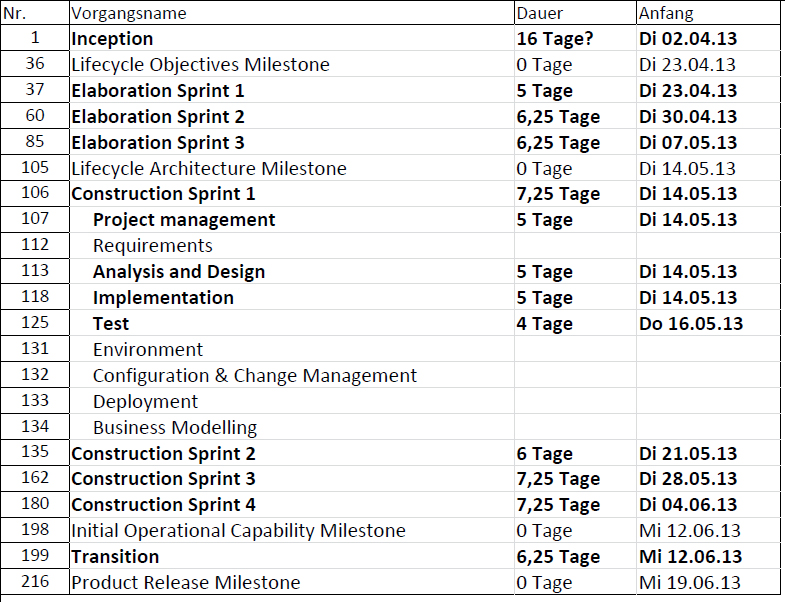 Nr. Vorgangsname Dauer Anfang
1 Inception 16 Tage? Di 02.04.13
36 Lifecycle Objectives Milestone 0 Tage Di 23.04.13
37 Elaboration Sprint 1 5 Tage Di 23.04.13
60 Elaboration Sprint 2 6,25 Tage Di 30.04.13
85 Elaboration Sprint 3 6,25 Tage Di 07.05.13
105 Lifecycle Architecture Milestone 0 Tage Di 14.05.13
106 Construction Sprint 1 7,25 Tage Di 14.05.13
107 Project management 5 Tage Di 14.05.13
112 Requirements
113 Analysis and Design 5 Tage Di 14.05.13
118 Implementation 5 Tage Di 14.05.13
125 Test 4 Tage Do 16.05.13
131 Environment
132 Configuration & Change Management
133 Deployment
134 Business Modelling
135 Construction Sprint 2 6 Tage Di 21.05.13
162 Construction Sprint 3 7,25 Tage Di 28.05.13
180 Construction Sprint 4 7,25 Tage Di 04.06.13
198 Initial Operational Capability Milestone 0 Tage Mi 12.06.13
199 Transition 6,25 Tage Mi 12.06.13
216 Product Release Milestone 0 Tage Mi 19.06.13